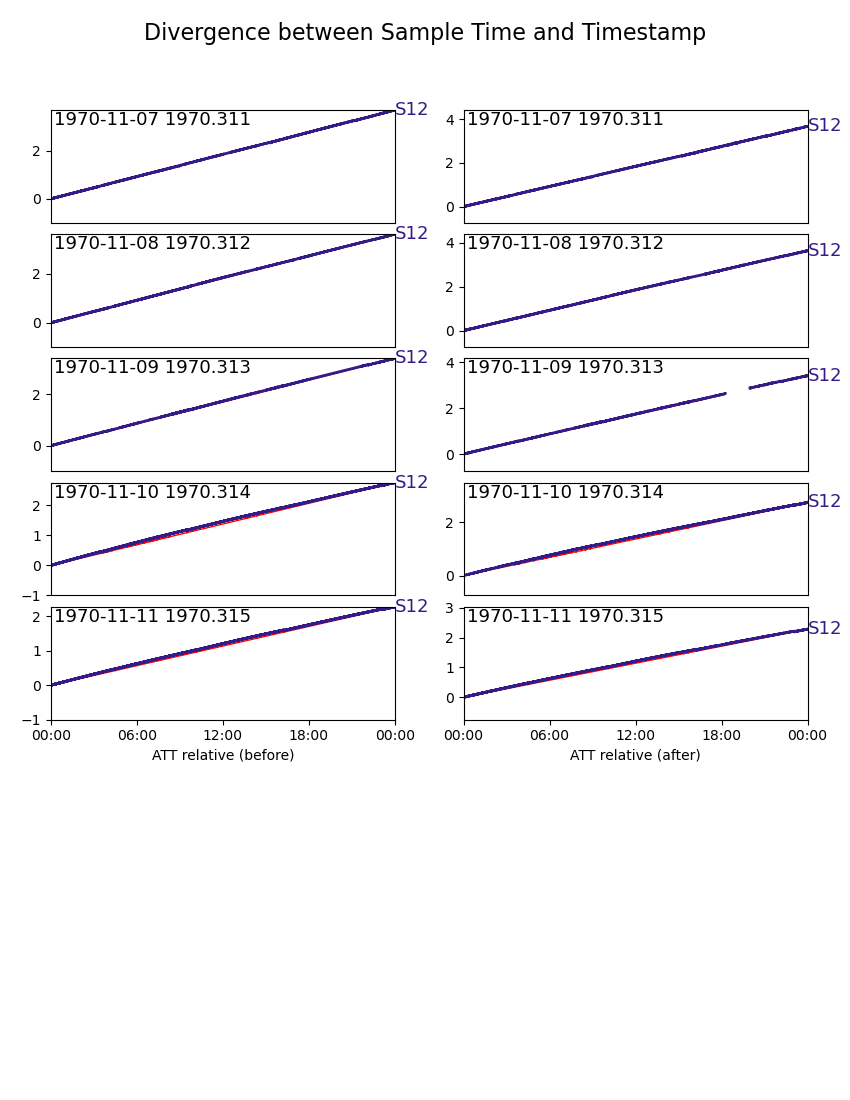 Divergence between Sample Time and Timestamp
1970-11-07 1970.311
S12
2
0
1970-11-07 1970.311
S12
4
2
0
1970-11-08 1970.312
S12
2
0
1970-11-08 1970.312
S12
4
2
0
1970-11-09 1970.313
S12
2
0
1970-11-09 1970.313
S12
4
2
0
1970-11-10 1970.314
S12
2
1
0
−1
1970-11-10 1970.314
S12
2
0
1970-11-11 1970.315
S12
2
1
0
−1
00:00 06:00 12:00 18:00 00:00
ATT relative (before)
1970-11-11 1970.315
S12
3
2
1
0
00:00 06:00 12:00 18:00 00:00
ATT relative (after)